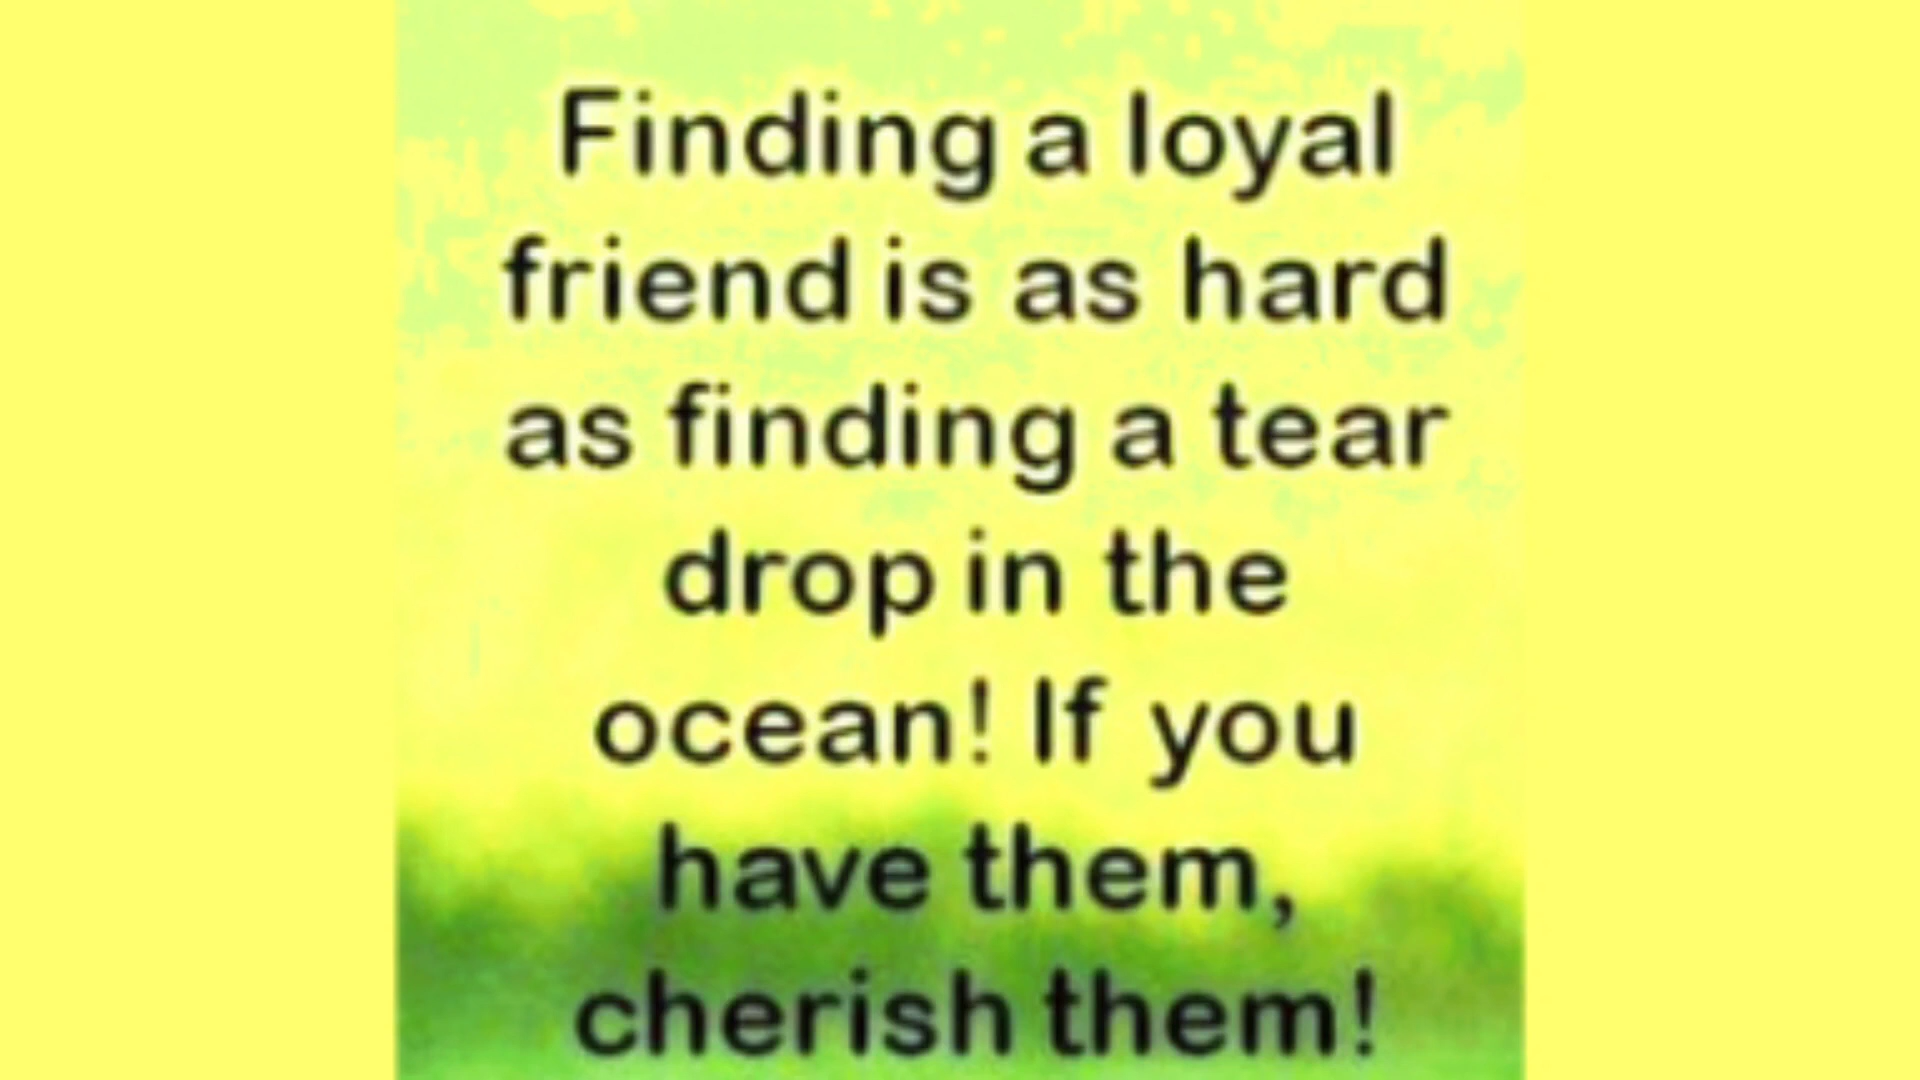 Finding a loyal
friend is as hard
as finding a tear
drop in the
ocean! If you
have them,
cherish them!